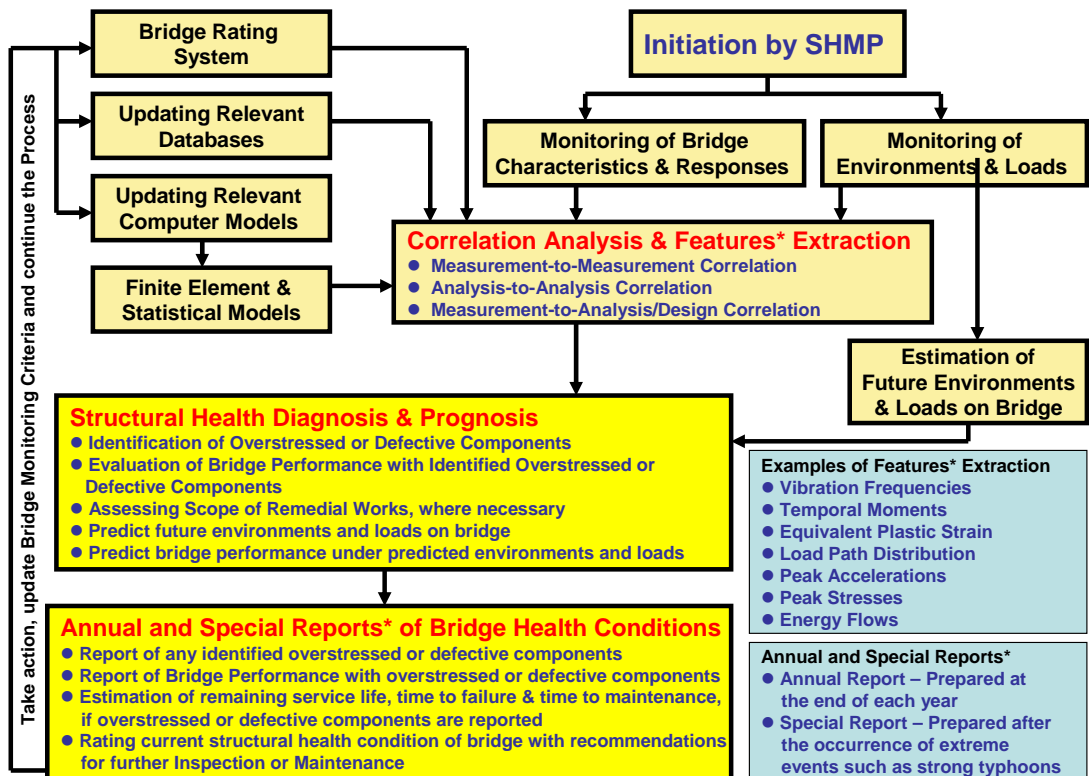 Take action, update Bridge Monitoring Criteria and continue the Process
Bridge Rating
System
Updating Relevant
Databases
Updating Relevant
Computer Models
Finite Element &
Statistical Models
Initiation by SHMP
Monitoring of Bridge
Characteristics & Responses
Monitoring of
Environments & Loads
Correlation Analysis & Features* Extraction
● Measurement-to-Measurement Correlation
● Analysis-to-Analysis Correlation
● Measurement-to-Analysis/Design Correlation
Estimation of
Future Environments
& Loads on Bridge
Structural Health Diagnosis & Prognosis
● Identification of Overstressed or Defective Components
● Evaluation of Bridge Performance with Identified Overstressed or
Defective Components
● Assessing Scope of Remedial Works, where necessary
● Predict future environments and loads on bridge
● Predict bridge performance under predicted environments and loads
Examples of Features* Extraction
● Vibration Frequencies
● Temporal Moments
● Equivalent Plastic Strain
● Load Path Distribution
● Peak Accelerations
● Peak Stresses
● Energy Flows
Annual and Special Reports* of Bridge Health Conditions
● Report of any identified overstressed or defective components
● Report of Bridge Performance with overstressed or defective components
● Estimation of remaining service life, time to failure & time to maintenance,
if overstressed or defective components are reported
● Rating current structural health condition of bridge with recommendations
for further Inspection or Maintenance
Annual and Special Reports*
● Annual Report – Prepared at
the end of each year
● Special Report – Prepared after
the occurrence of extreme
events such as strong typhoons